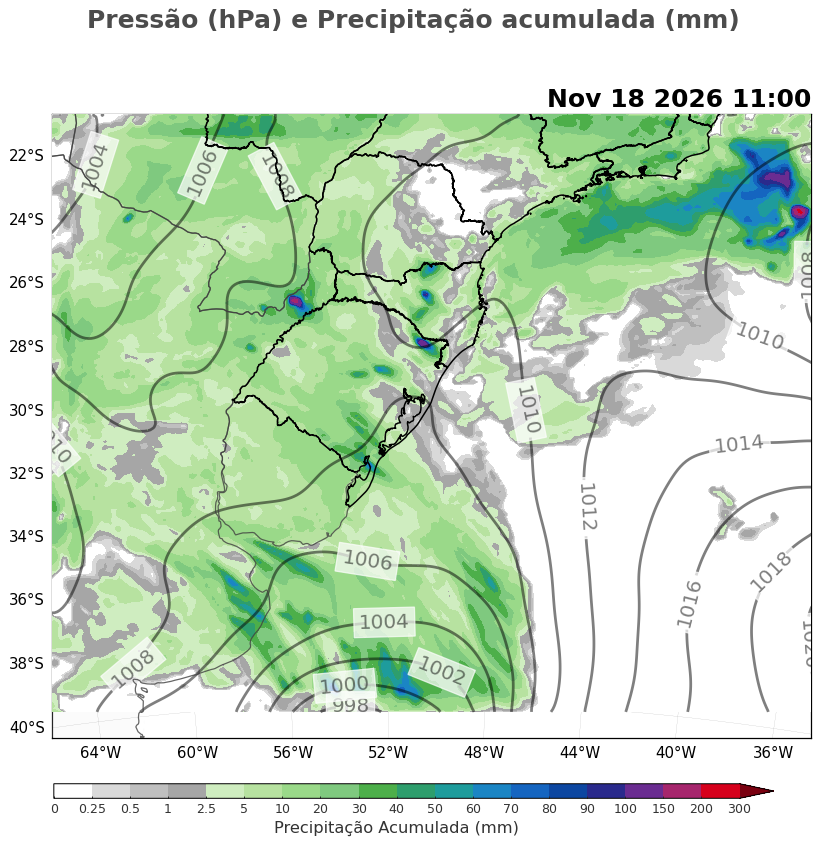 Pressão (hPa) e Precipitação acumulada (mm)
Nov 18 2026 11:00
22°S
24°S
26°S
28°S
30°S
32°S
34°S
36°S
38°S
40°S
1004
1006
1008
1008
1010
1010
1014
1012
1006
1018
1016
1004
1008
1002
1000
998
64°W 60°W 56°W 52°W 48°W 44°W 40°W 36°W
0 0.25 0.5 1 2.5 5 10 20 30 40 50 60 70 80 90 100 150 200 300
Precipitação Acumulada (mm)